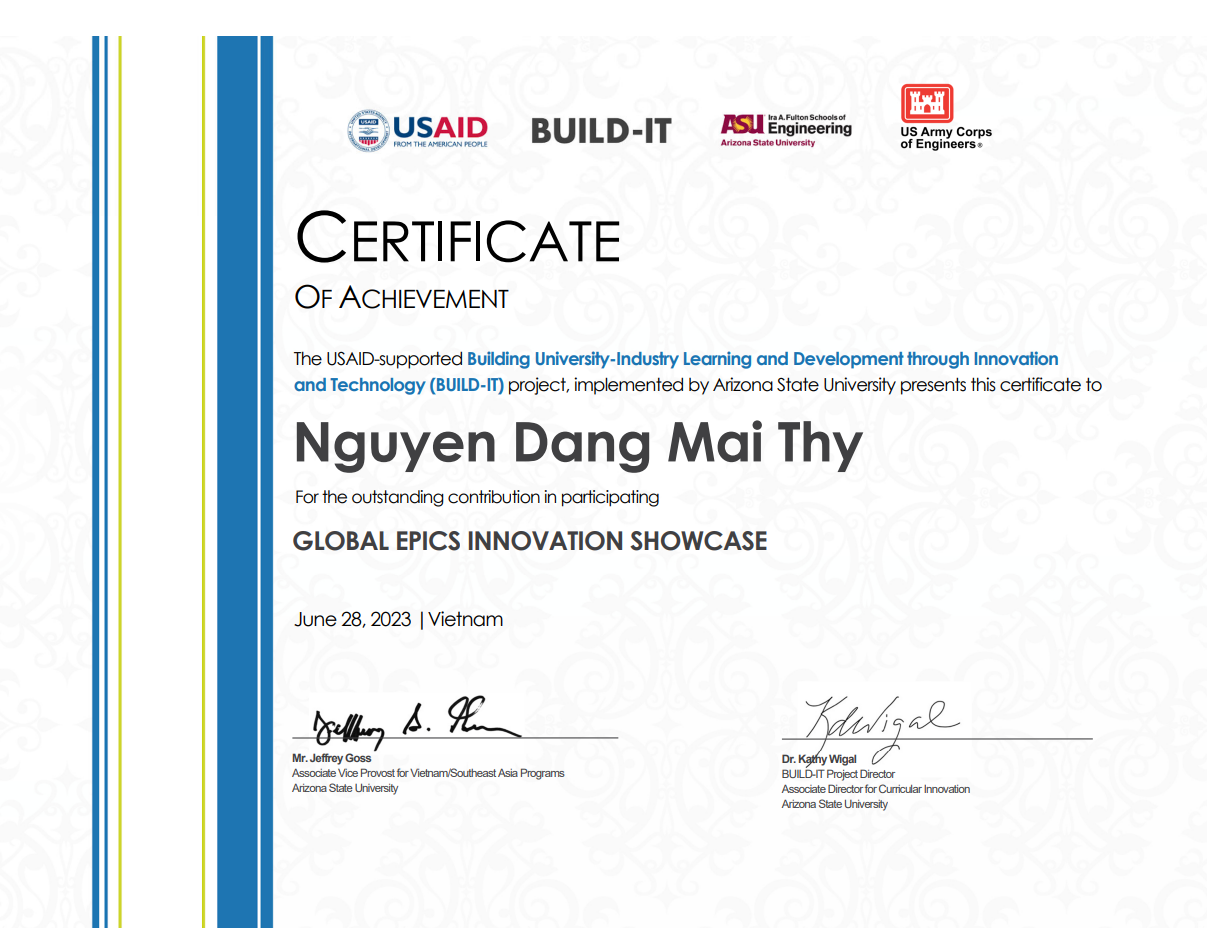 USAID
FROM THE AMERICAN PEOPLE
BUILD-IT
ASU Ira A. Fulton Schools of
Engineering
Arizona State University
US Army Corps
of Engineers®
CERTIFICATE
OF ACHIEVEMENT
The USAID-supported Building University-Industry Learning and Development through Innovation
and Technology (BUILD-IT) project, implemented by Arizona State University presents this certificate to
Nguyen Dang Mai Thy
For the outstanding contribution in participating
GLOBAL EPICS INNOVATION SHOWCASE
June 28, 2023 | Vietnam
Mr. Jeffrey Goss
Associate Vice Provost for Vietnam/Southeast Asia Programs
Arizona State University
KdWigal
Dr. Kathy Wigal
BUILD-IT Project Director
Associate Director for Curricular Innovation
Arizona State University